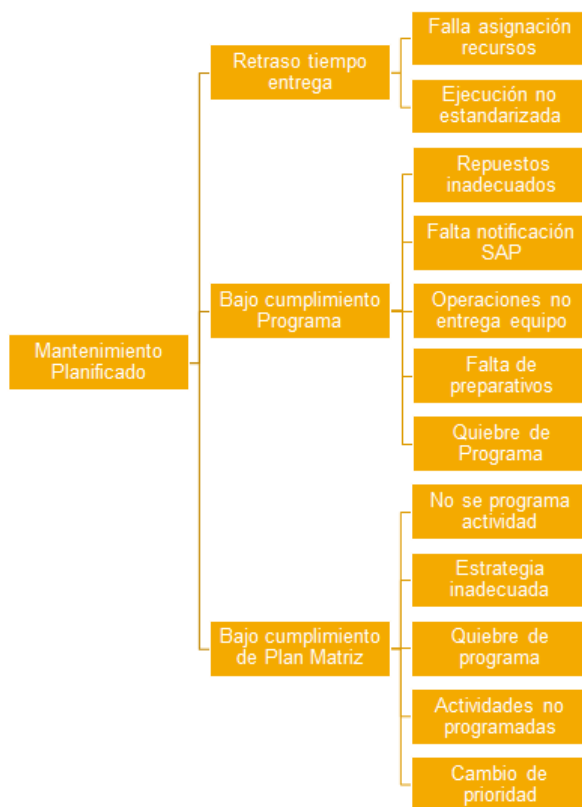 Mantenimiento
Planificado
Retraso tiempo
entrega
Falla asignación
recursos
Ejecución no
estandarizada
Bajo cumplimiento
Programa
Repuestos
inadecuados
Falta notificación
SAP
Operaciones no
entrega equipo
Falta de
preparativos
Quiebre de
Programa
Bajo cumplimiento
de Plan Matriz
No se programa
actividad
Estrategia
inadecuada
Quiebre de
programa
Actividades no
programadas
Cambio de
prioridad